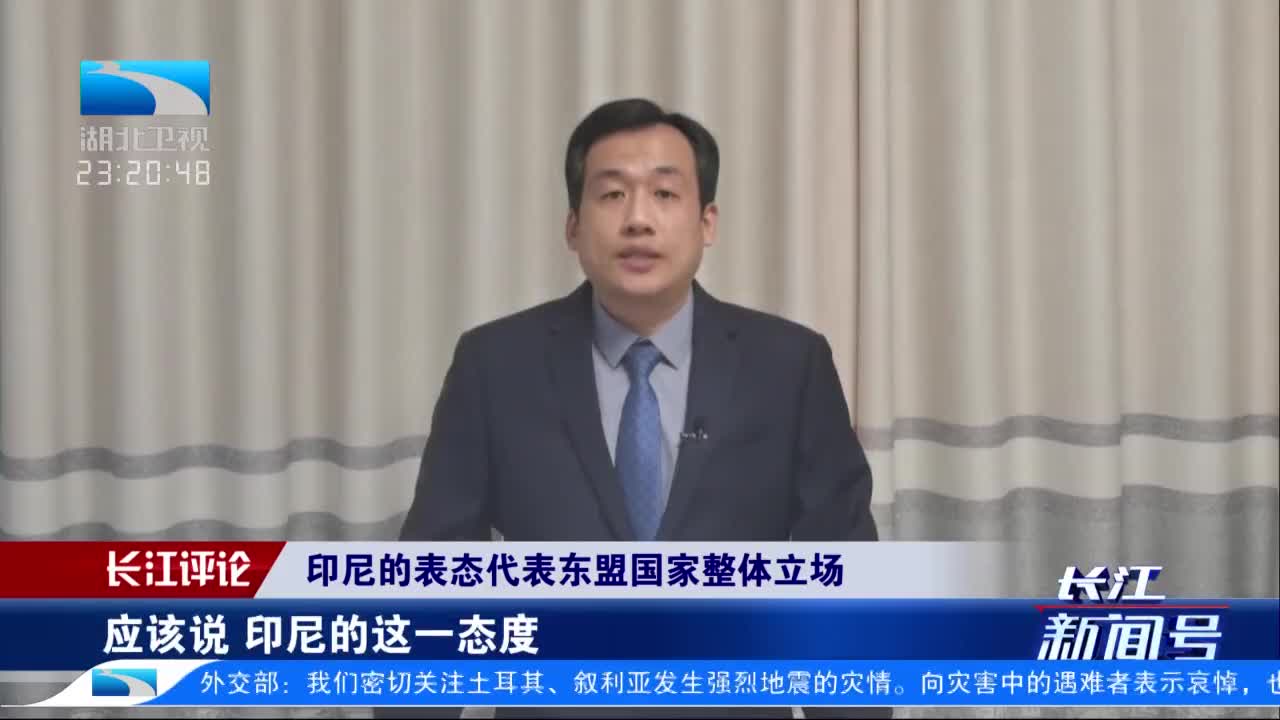 湖北卫视
23:20:48
长江评论
印尼的表态代表东盟国家整体立场
应该说 印尼的这一态度
长江
新闻号
外交部：我们密切关注土耳其、叙利亚发生强烈地震的灾情。向灾害中的遇难者表示哀悼，